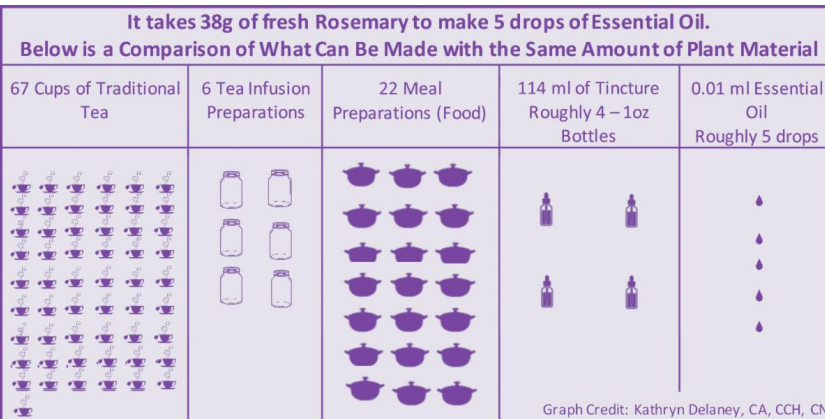 It takes 38g of fresh Rosemary to make 5 drops of Essential Oil.
Below is a Comparison of What Can Be Made with the Same Amount of Plant Material
67 Cups of Traditional
Tea
6 Tea Infusion
Preparations
22 Meal
Preparations (Food)
114 ml of Tincture
Roughly 4 – 1oz
Bottles
0.01 ml Essential
Oil
Roughly 5 drops
Graph Credit: Kathryn Delaney, CA, CCH, CN